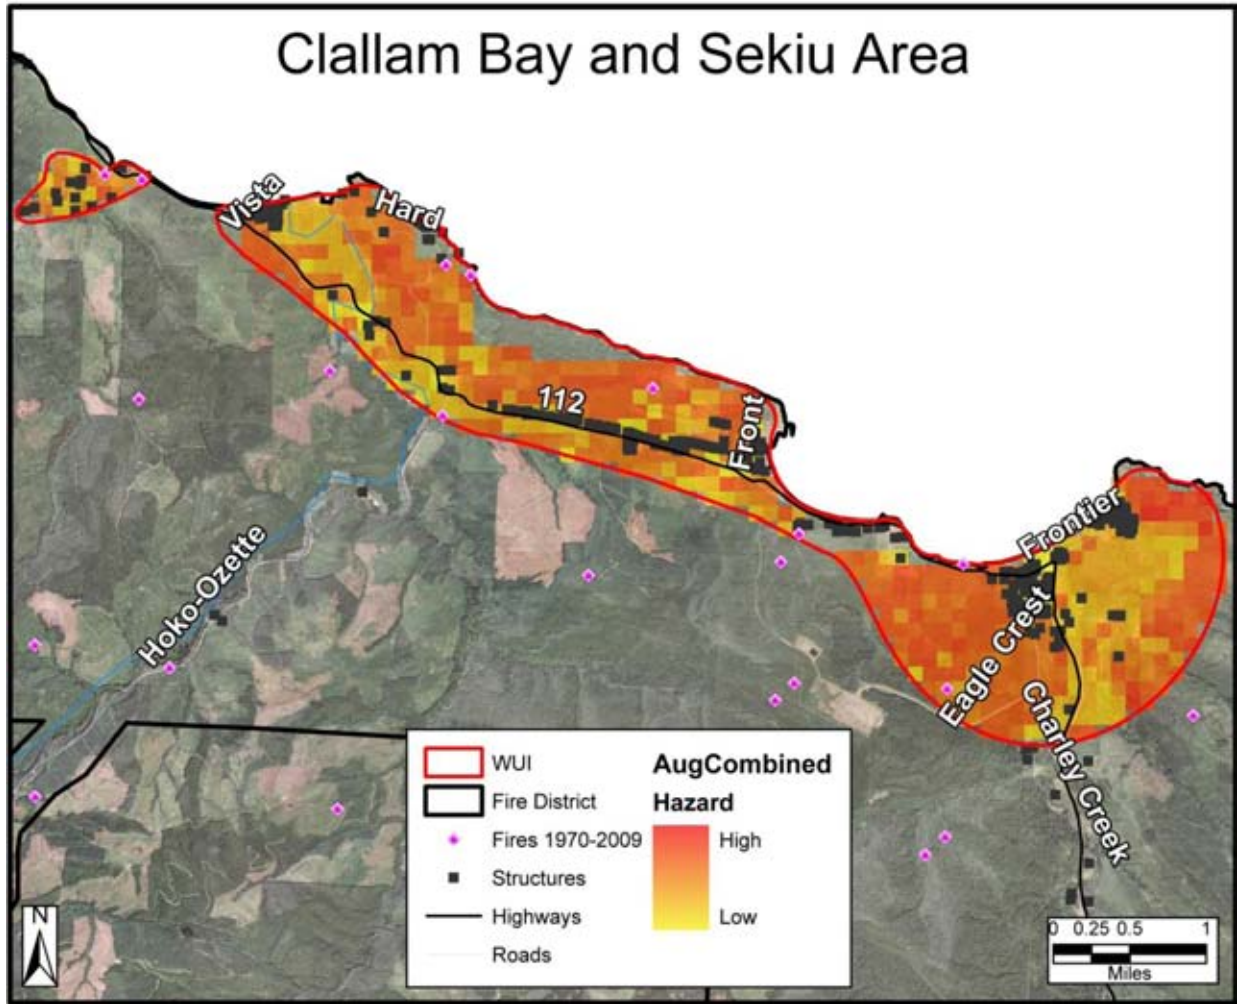 Clallam Bay and Sekiu Area
Vista
Hard
112
Front
Frontier
Hoko-Ozette
Eagle Crest
Charley Creek
WUI
Fire District
Fires 1970-2009
Structures
Highways
Roads
AugCombined
Hazard
High
Low
N
0 0.25 0.5 1
Miles